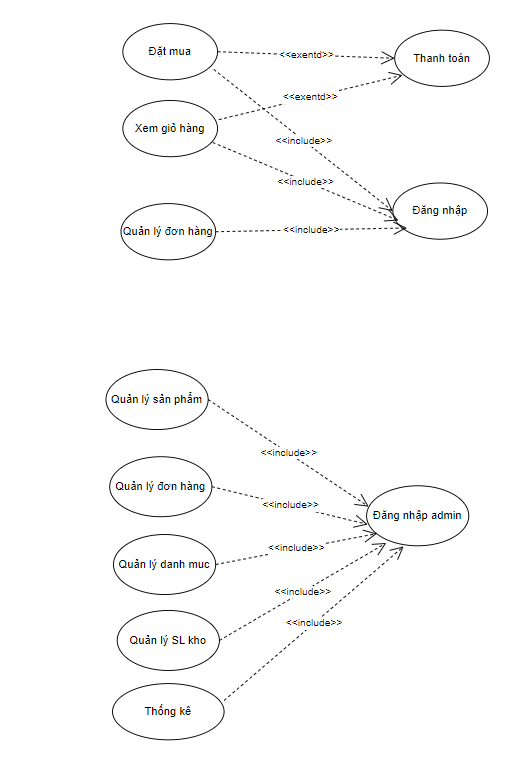 Đặt mua
<<exentd>>
Thanh toán
<<exentd>>
Xem giỏ hàng
<<include>>
<<include>>
Đăng nhập
Quản lý đơn hàng
<<include>>
Quản lý sản phẩm
<<include>>
Quản lý đơn hàng
<<include>>
Đăng nhập admin
<<include>>
Quản lý danh muc
<<include>>
<<include>>
Quản lý SL kho
Thống kê